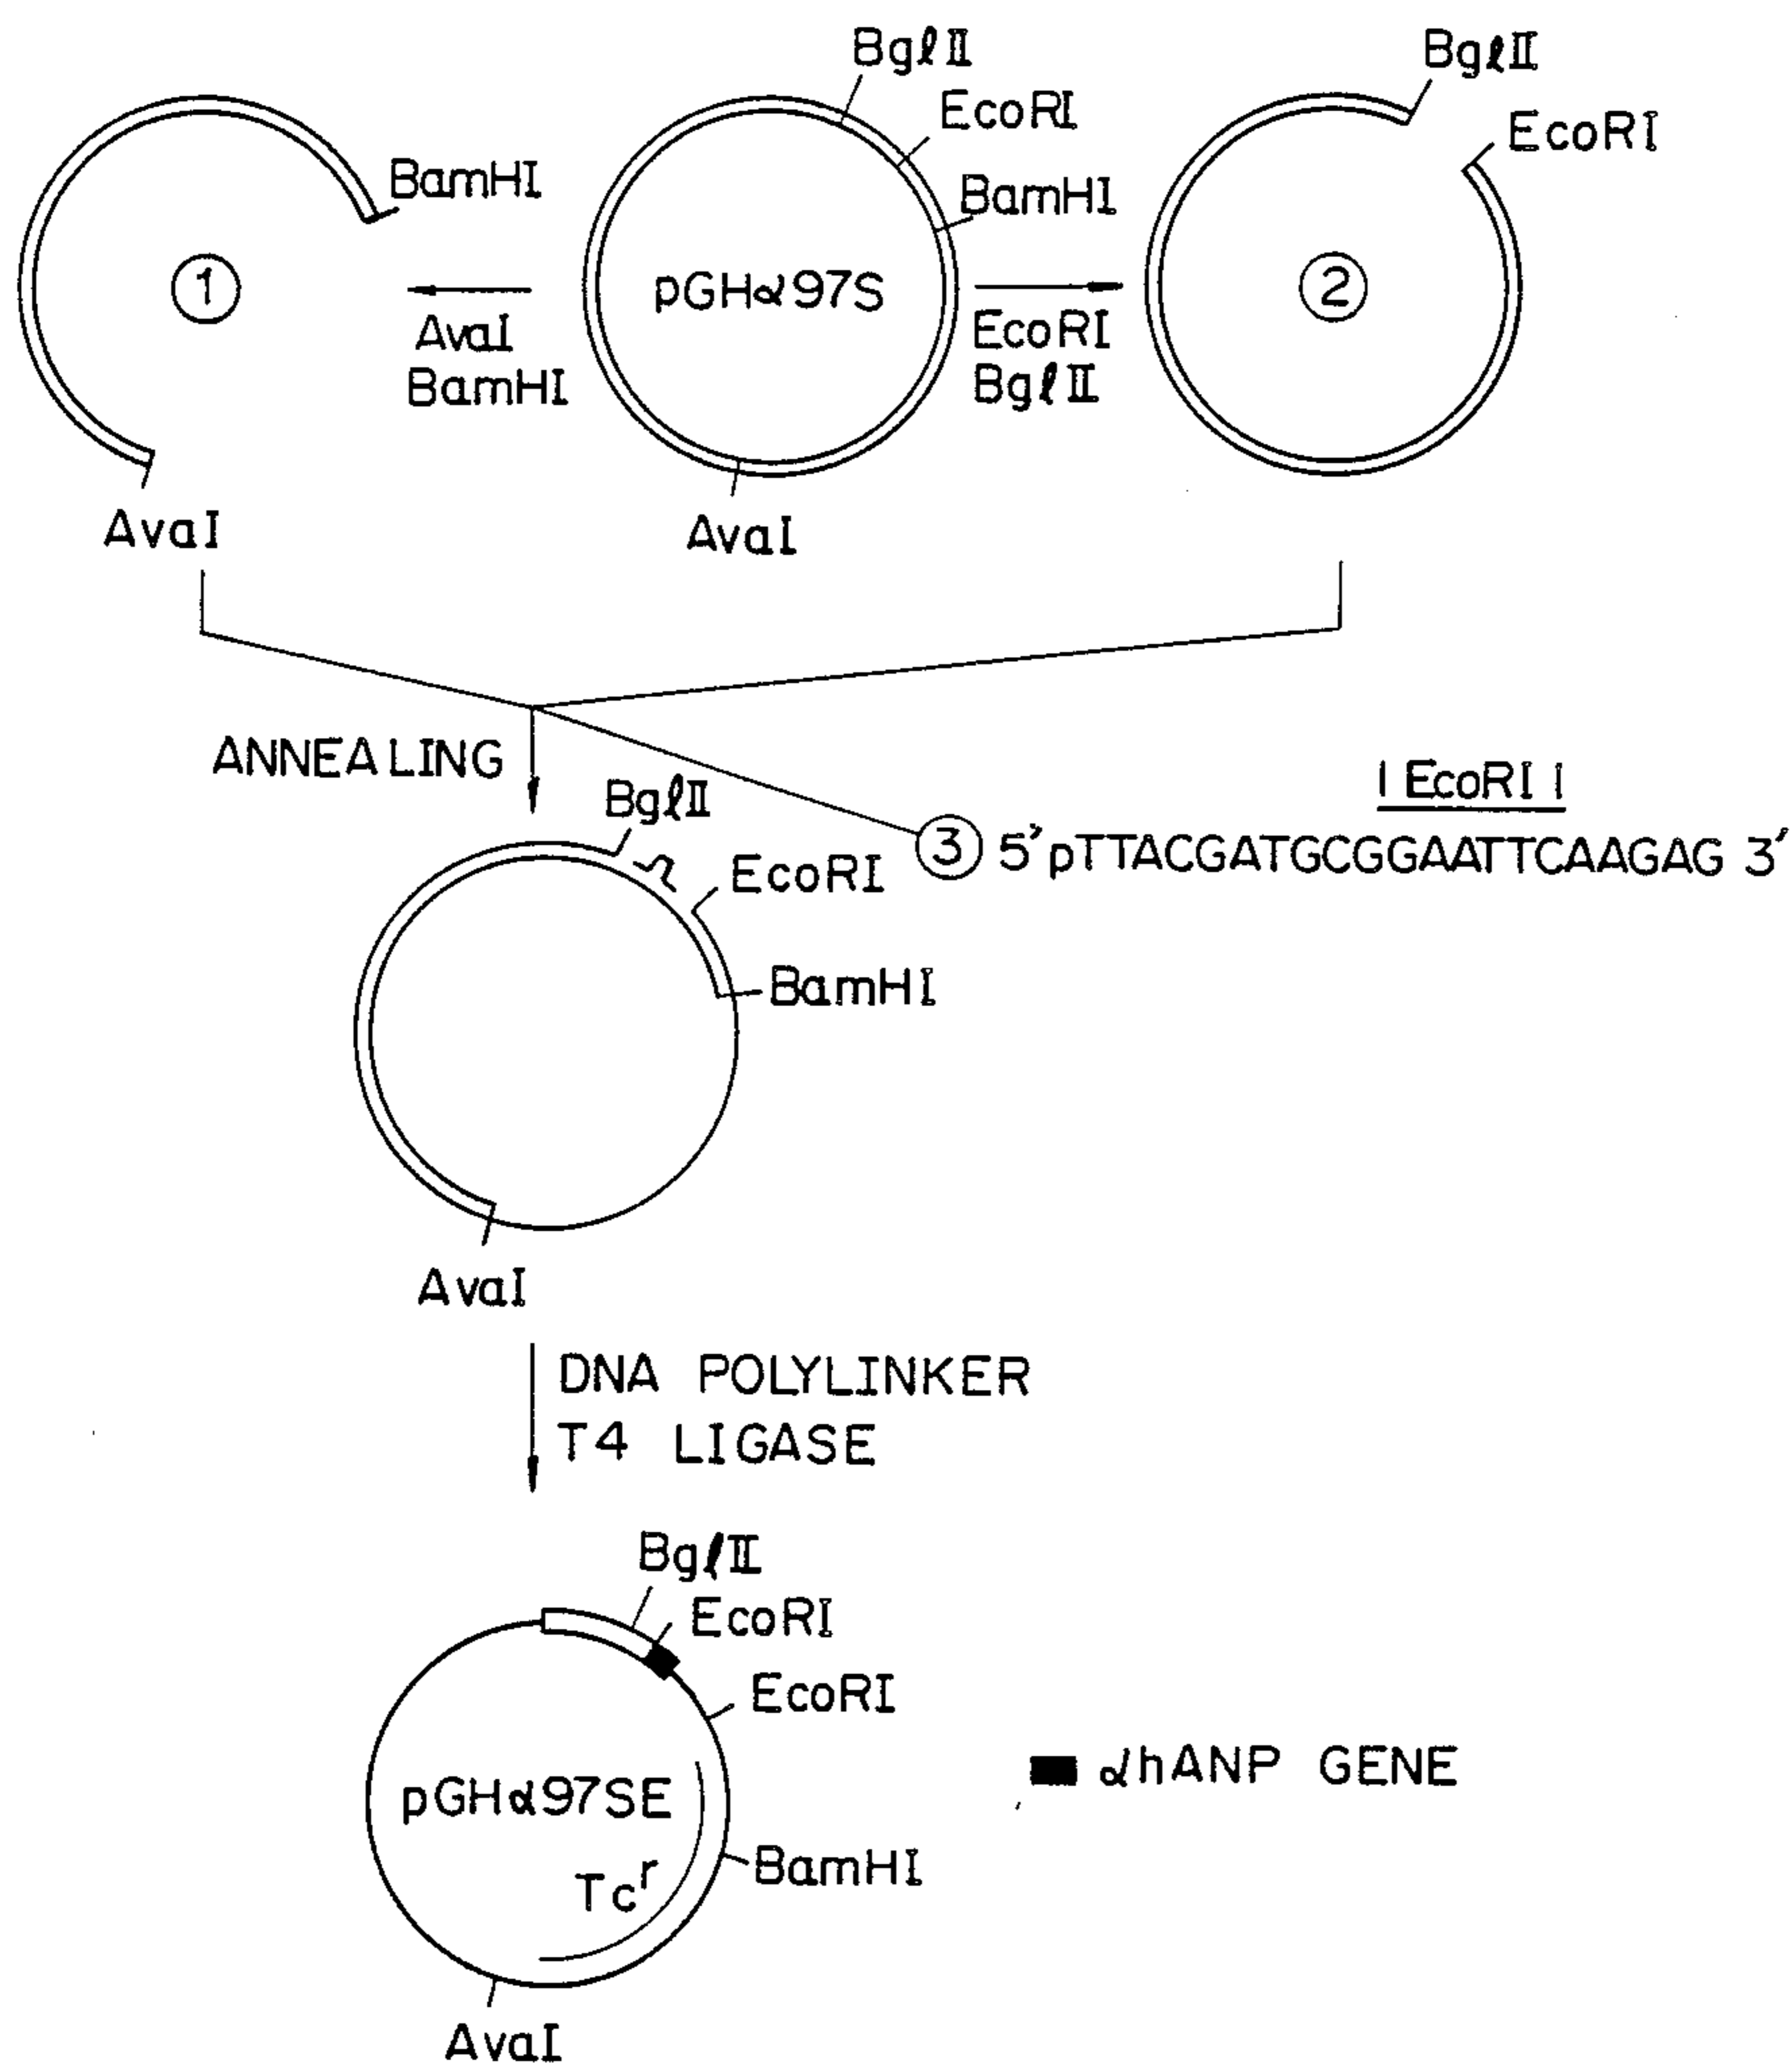 BglII
EcoRI
BamHI
pGHα97S
AvaI
BamHI
①
AvaI
AvaI
BamHI
EcoRI
BglII
BglII
EcoRI
②
ANNEALING
EcoRI
③ 5'pTTACGATGCGGAATTCAAGAG 3'
BglII
EcoRI
BamHI
AvaI
DNA POLYLINKER
T4 LIGASE
BglII
EcoRI
EcoRI
pGHα97SE
BamHI
Tcʳ
AvaI
αhANP GENE